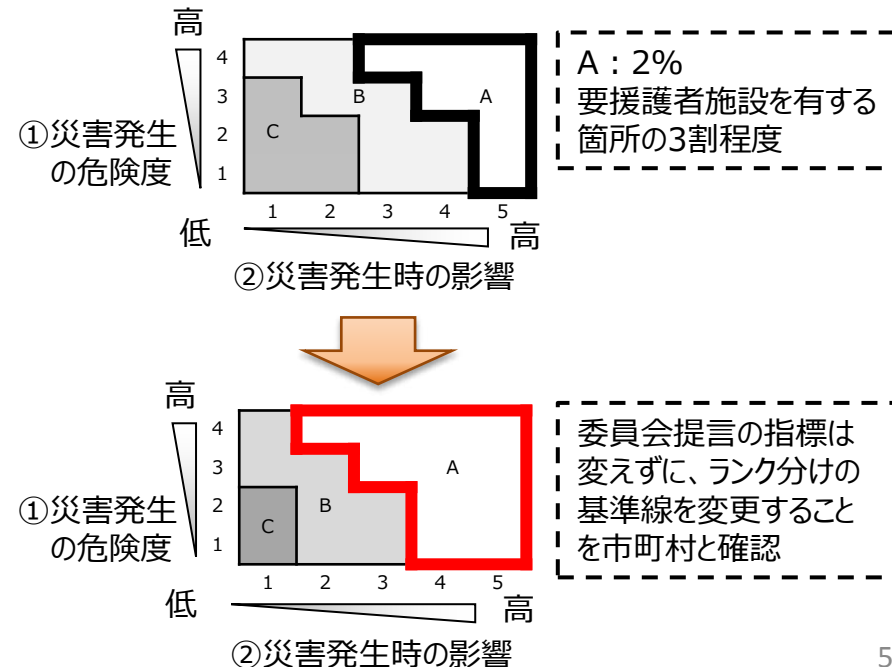 高
4
3
2
1
①災害発生
の危険度
A
B
C
1 2 3 4 5
低
高
②災害発生時の影響
A：2%
要援護者施設を有する
箇所の3割程度
高
4
3
2
1
①災害発生
の危険度
A
B
C
1 2 3 4 5
低
高
②災害発生時の影響
委員会提言の指標は
変えずに、ランク分けの
基準線を変更すること
を市町村と確認
5